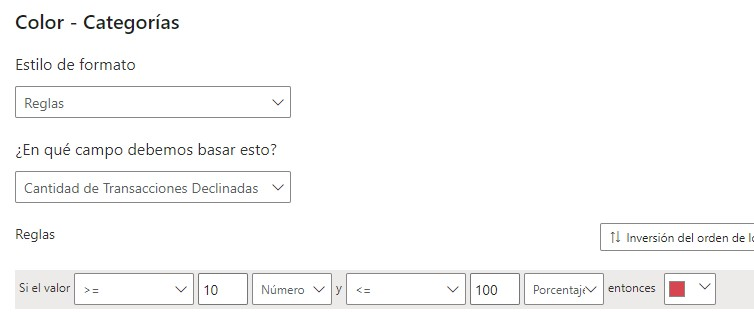 Color - Categorías
Estilo de formato
Reglas
¿En qué campo debemos basar esto?
Cantidad de Transacciones Declinadas
Reglas
Inversión del orden de l
Si el valor >= 10 Número y <= 100 Porcentaje entonces